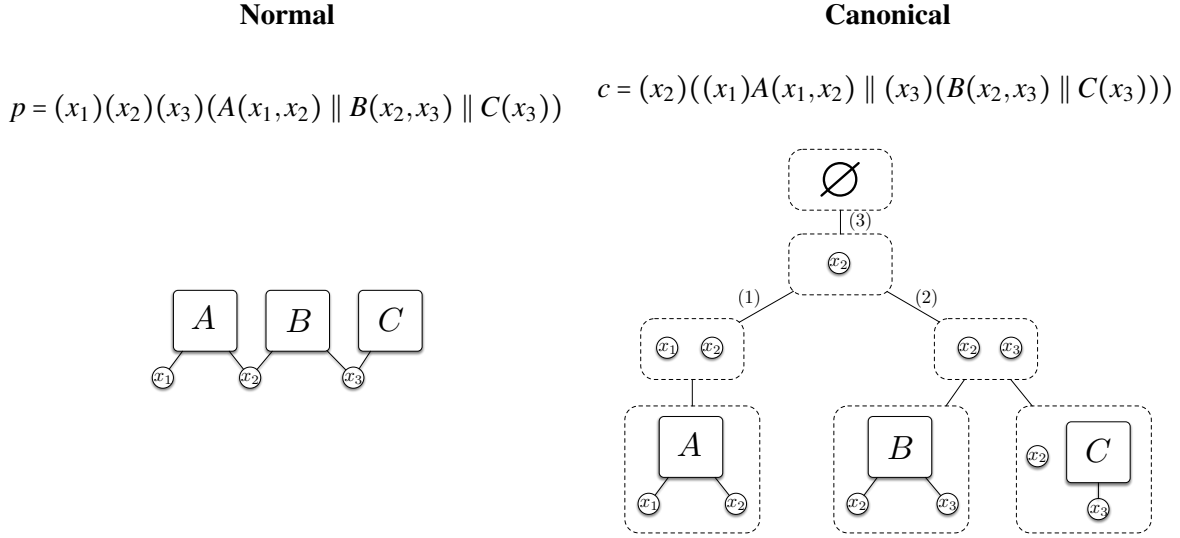 Normal
Canonical
p = (x₁)(x₂)(x₃)(A(x₁,x₂) ∥ B(x₂,x₃) ∥ C(x₃))
c = (x₂)((x₁)A(x₁,x₂) ∥ (x₃)(B(x₂,x₃) ∥ C(x₃)))
∅
(3)
x₂
(1) (2)
A B C
x₁ x₂ x₃
x₁ x₂ x₂ x₃
A B x₂ C
x₁ x₂ x₂ x₃ x₃